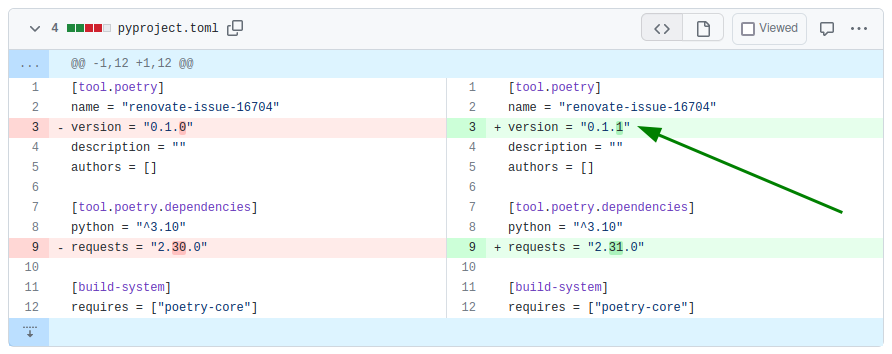 4 pyproject.toml Viewed
... @@ -1,12 +1,12 @@
1 [tool.poetry] 1 [tool.poetry]
2 name = "renovate-issue-16704" 2 name = "renovate-issue-16704"
3 - version = "0.1.0" 3 + version = "0.1.1"
4 description = "" 4 description = ""
5 authors = [] 5 authors = []
6 6
7 [tool.poetry.dependencies] 7 [tool.poetry.dependencies]
8 python = "^3.10" 8 python = "^3.10"
9 - requests = "2.30.0" 9 + requests = "2.31.0"
10 10
11 [build-system] 11 [build-system]
12 requires = ["poetry-core"] 12 requires = ["poetry-core"]